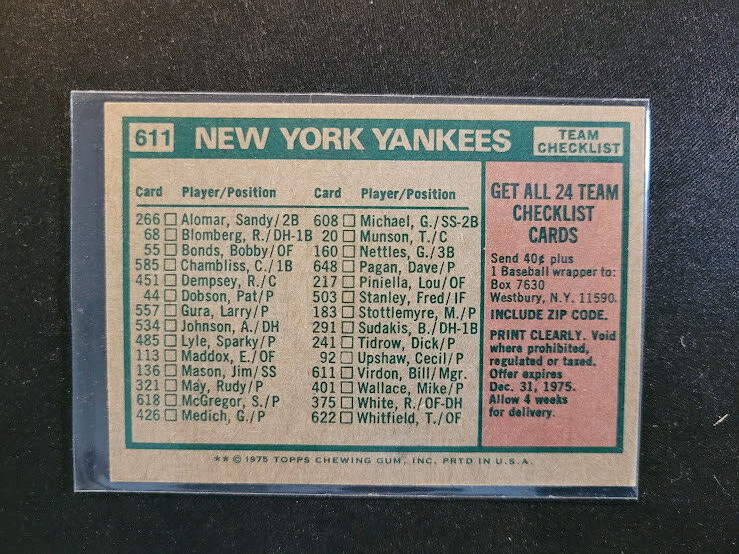 611 NEW YORK YANKEES TEAM CHECKLIST
Card Player/Position
266 Alomar, Sandy/2B
68 Blomberg, R./DH-1B
55 Bonds, Bobby/OF
585 Chambliss, C./1B
451 Dempsey, R./C
44 Dobson, Pat/P
557 Gura, Larry/P
534 Johnson, A./DH
485 Lyle, Sparky/P
113 Maddox, E./OF
136 Mason, Jim/SS
321 May, Rudy/P
618 McGregor, S./P
426 Medich, G./P
Card Player/Position
608 Michael, G./SS-2B
20 Munson, T./C
160 Nettles, G./3B
648 Pagan, Dave/P
217 Piniella, Lou/OF
503 Stanley, Fred/IF
183 Stottlemyre, M./P
291 Sudakis, B./DH-1B
241 Tidrow, Dick/P
92 Upshaw, Cecil/P
611 Virdon, Bill/Mgr.
401 Wallace, Mike/P
375 White, R./OF-DH
622 Whitfield, T./OF
GET ALL 24 TEAM
CHECKLIST
CARDS
Send 40¢ plus
1 Baseball wrapper to:
Box 7630
Westbury, N.Y. 11590.
INCLUDE ZIP CODE.
PRINT CLEARLY. Void
where prohibited,
regulated or taxed.
Offer expires
Dec. 31, 1975.
Allow 4 weeks
for delivery.
** © 1975 TOPPS CHEWING GUM, INC. PRTD IN U.S.A.